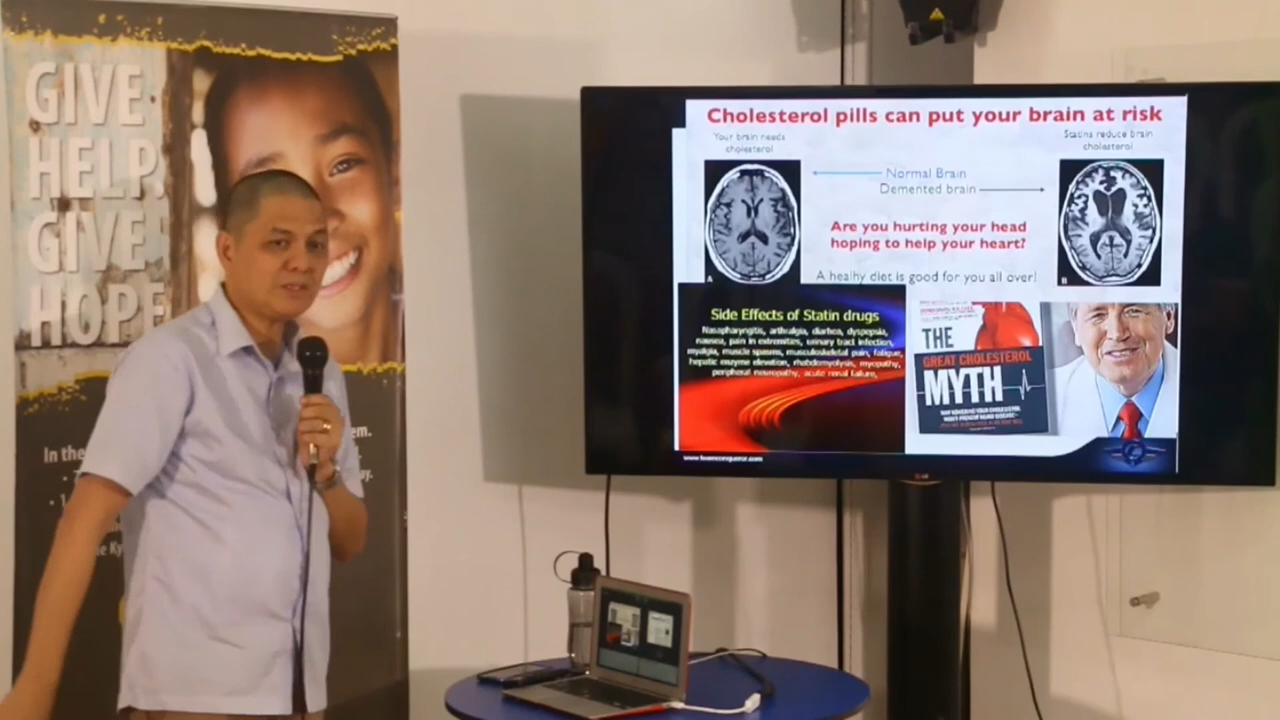 GIVE
HELP.
GIVE
HOPE
In the
em.
Cholesterol pills can put your brain at risk
Your brain needs
cholesterol
Statins reduce brain
cholesterol
Normal Brain
Demented brain
Are you hurting your head
hoping to help your heart?
A healhy diet is good for you all over!
A
B
Side Effects of Statin drugs
Nasapharyngitis, arthralgia, diarhea, dyspepsia,
nausea, pain in extremities, urinary tract infection,
myalgia, muscle spasms, musculoskeletal pain, fatigue,
hepatic enzyme elevation, rhabdomyolysis, myopathy,
peripheral neuropathy, acute renal failure,
THE
GREAT CHOLESTEROL
MYTH